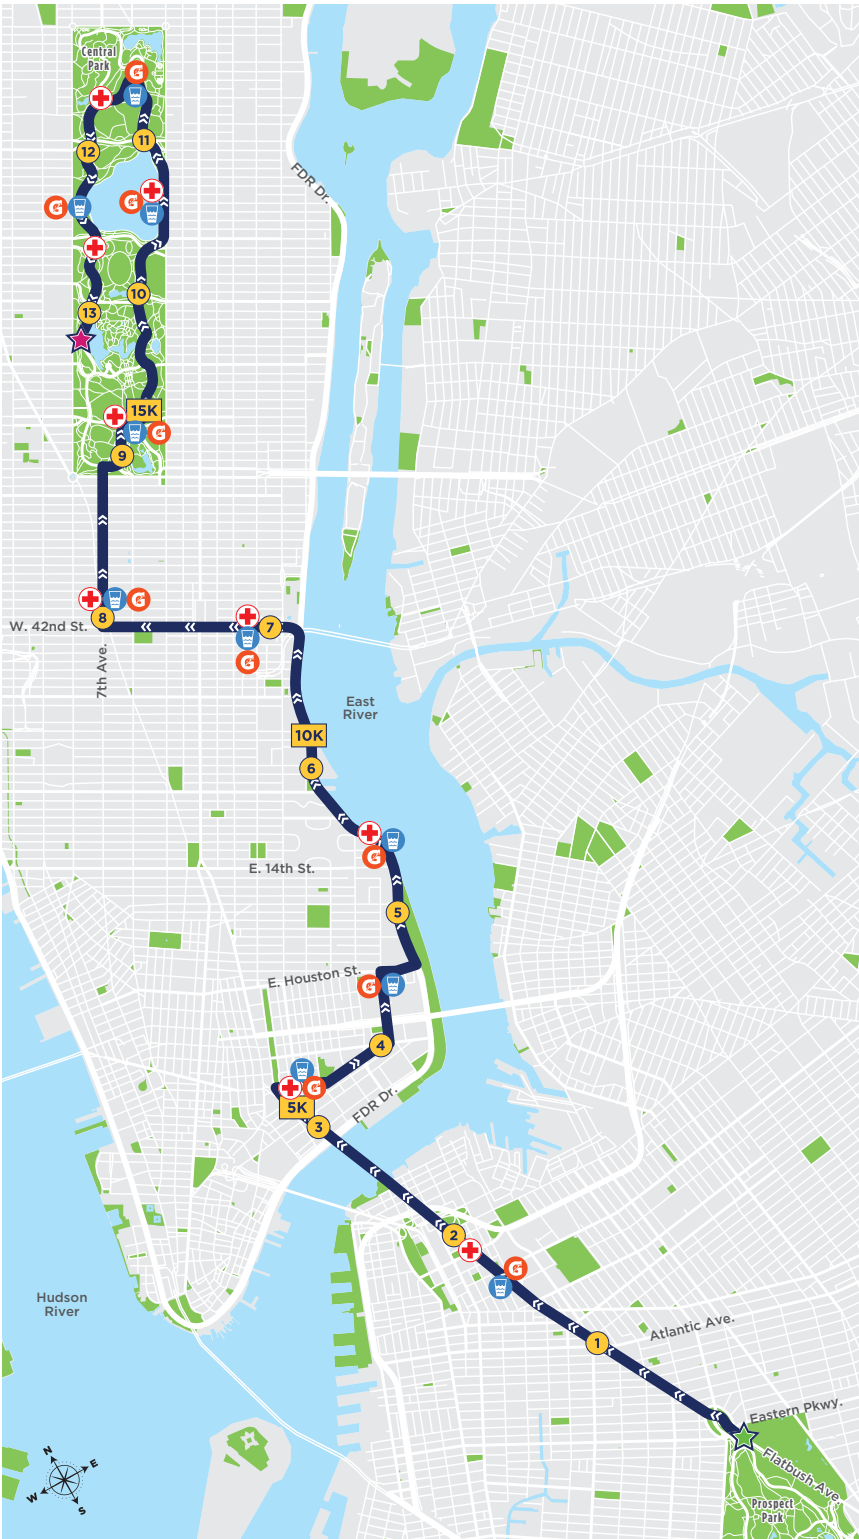 Central
Park
G
11
12
FDR Dr.
G
G
10
13
15K
G
9
G
8
W. 42nd St.
7
7th Ave.
G
East
River
10K
6
G
E. 14th St.
5
E. Houston St.
G
4
G
5K
FDR Dr.
3
2
G
Hudson
River
Atlantic Ave.
1
Eastern Pkwy.
Flatbush Ave.
N
E
W
S
Prospect
Park